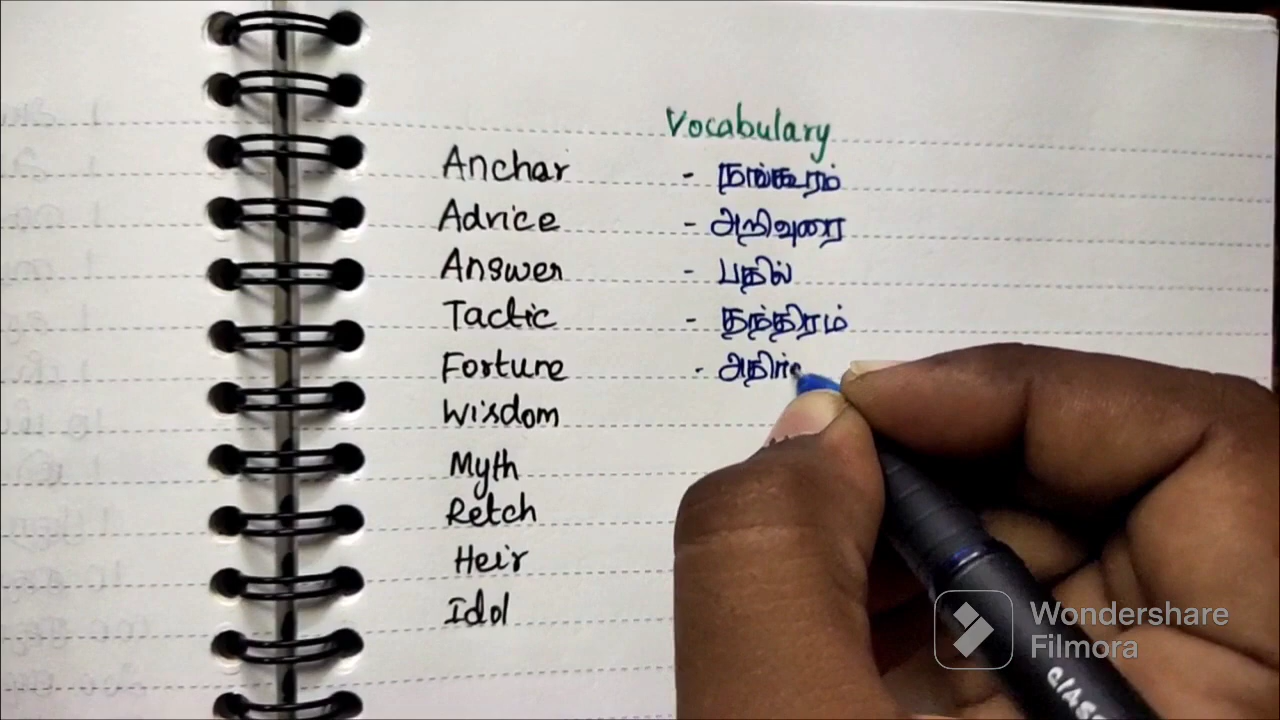 Vocabulary
Anchar - நங்கூரம்
Advice - அறிவுரை
Answer - பதில்
Tactic - தந்திரம்
Fortune - அதிர்
Wisdom
Myth
Retch
Heir
Idol
Wondershare
Filmora